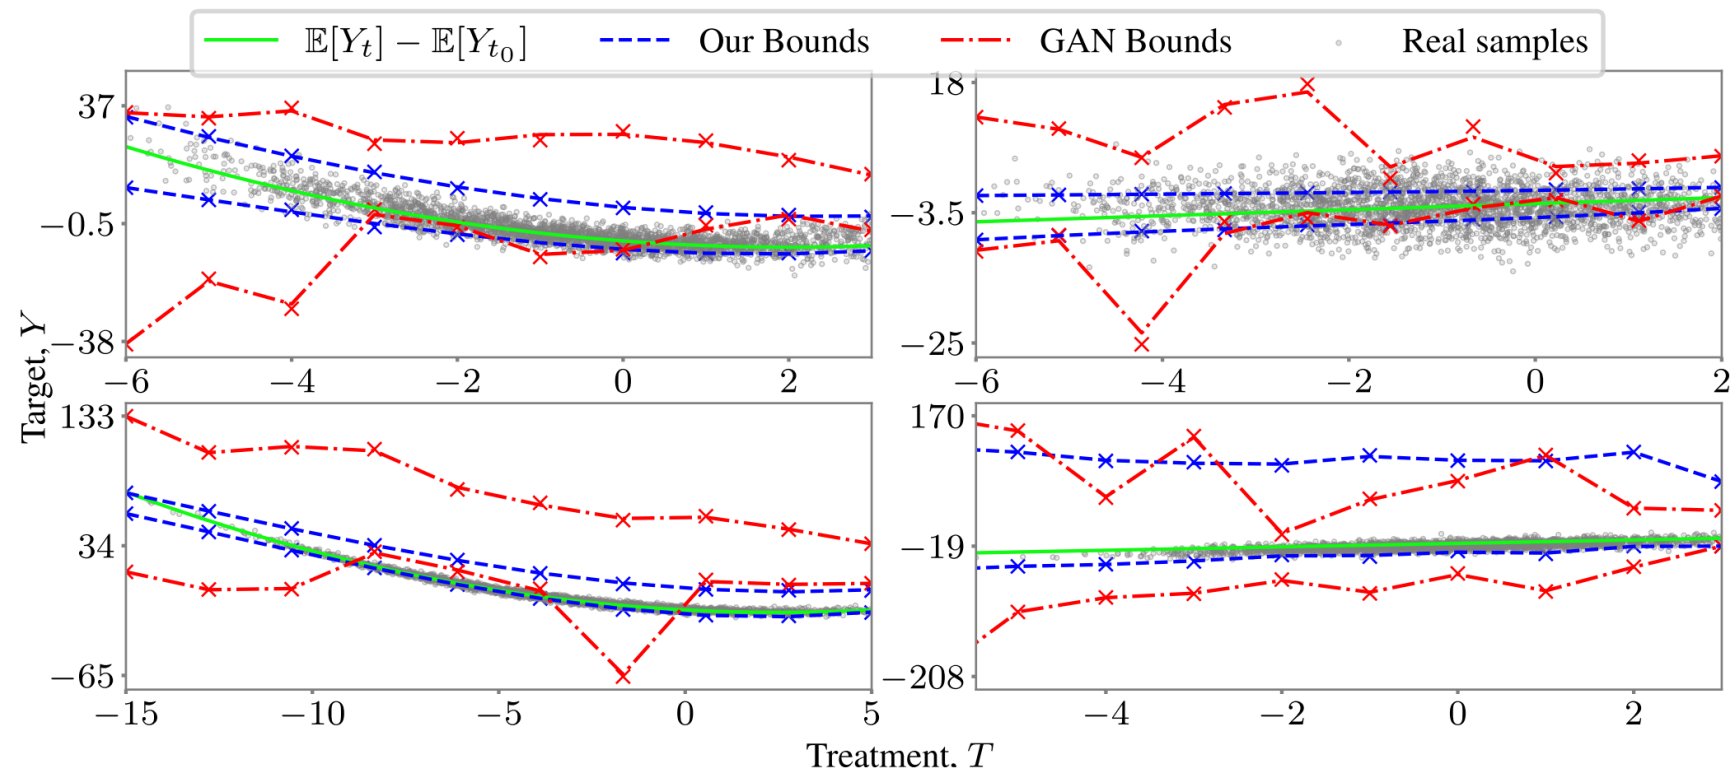 𝔼[Y_t] − 𝔼[Y_{t_0}] Our Bounds GAN Bounds Real samples
37
−0.5
−38
−6 −4 −2 0 2
18
−3.5
−25
−6 −4 −2 0 2
Target, Y
133
34
−65
−15 −10 −5 0 5
170
−19
−208
−4 −2 0 2
Treatment, T